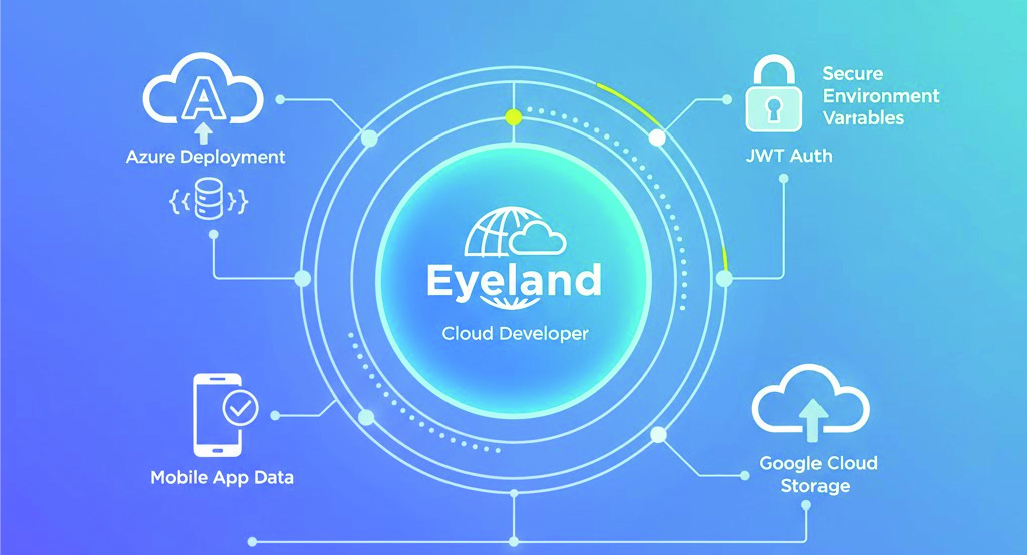 A
Azure Deployment
{ }
Secure
Environment
Variables
JWT Auth
Eyeland
Cloud Developer
Mobile App Data
Google Cloud
Storage